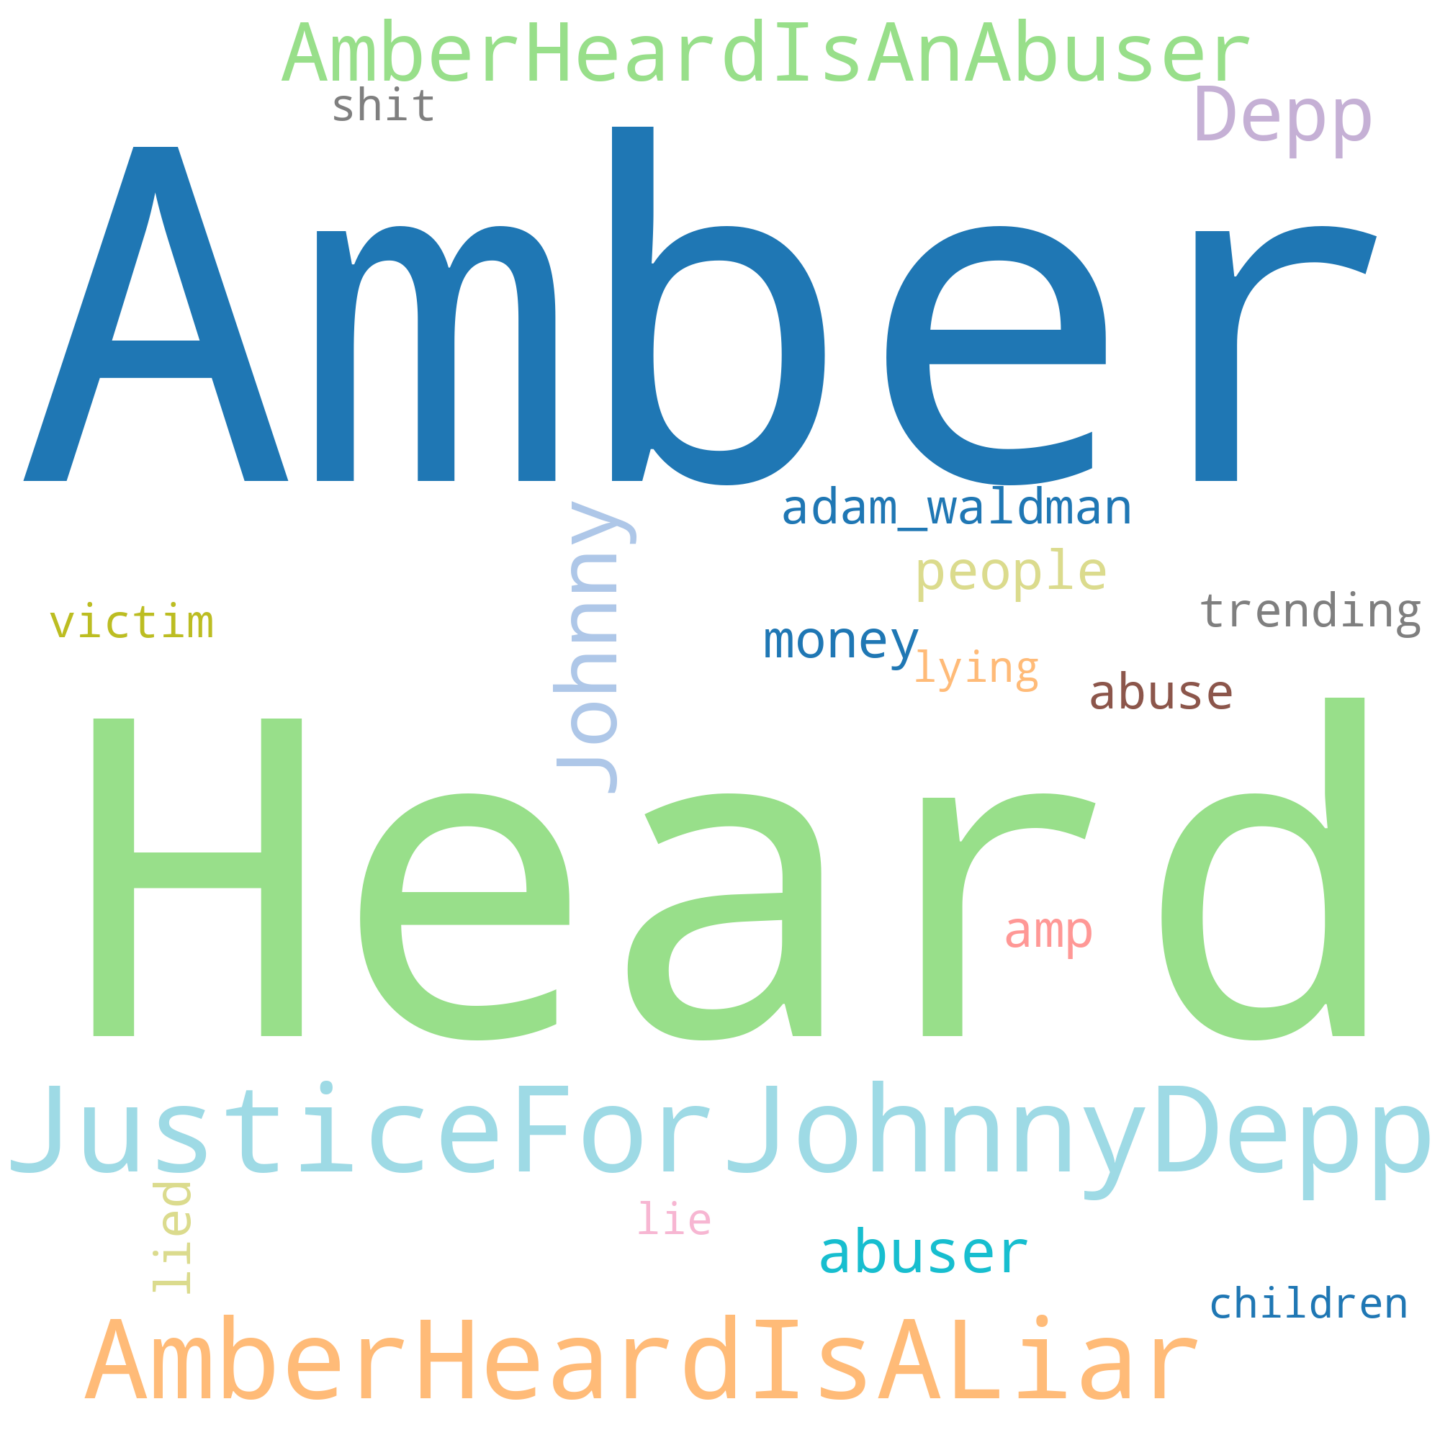 AmberHeardIsAnAbuser
shit
Depp
Amber
adam_waldman
Johnny
people
victim
trending
money
lying
abuse
Heard
amp
JusticeForJohnnyDepp
lied
lie
abuser
children
AmberHeardIsALiar